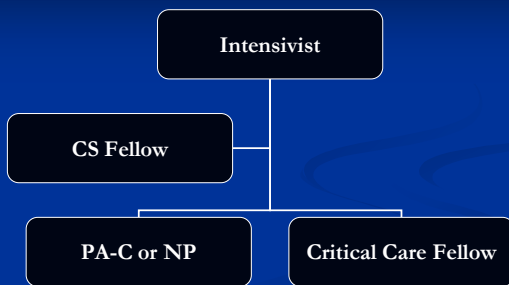 Intensivist
CS Fellow
PA-C or NP
Critical Care Fellow